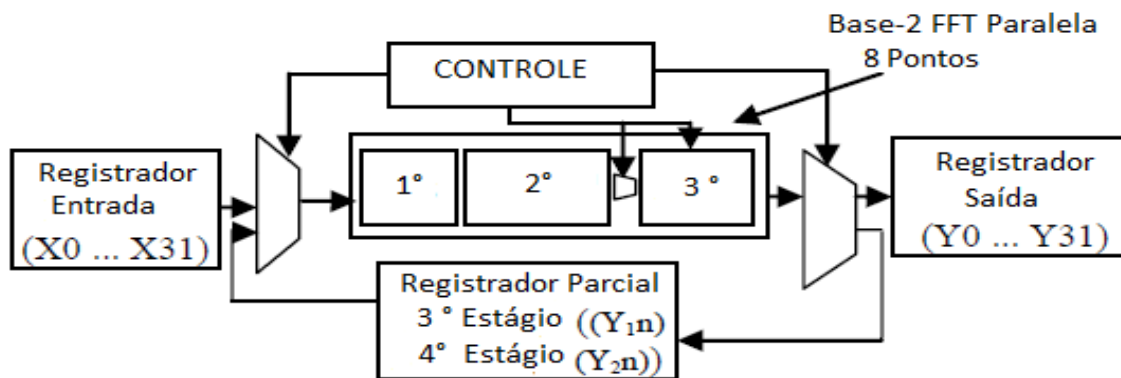 Base-2 FFT Paralela
8 Pontos
CONTROLE
Registrador
Entrada
(X0 ... X31)
1°
2°
3 °
Registrador
Saída
(Y0 ... Y31)
Registrador Parcial
3 ° Estágio ((Y₁n)
4° Estágio (Y₂n))